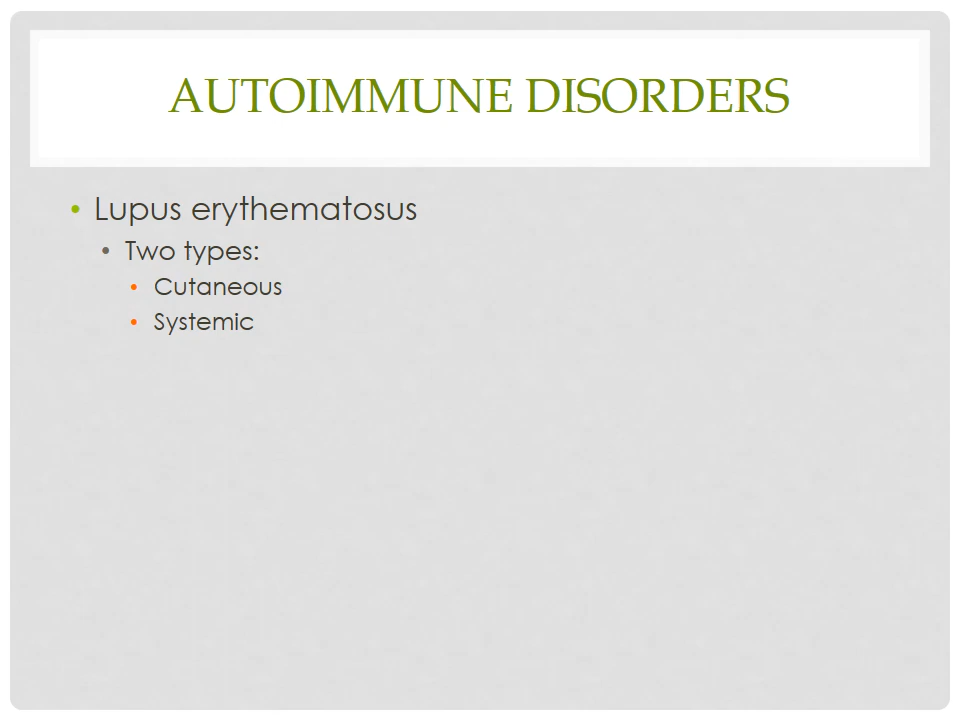 AUTOIMMUNE DISORDERS
• Lupus erythematosus
• Two types:
• Cutaneous
• Systemic